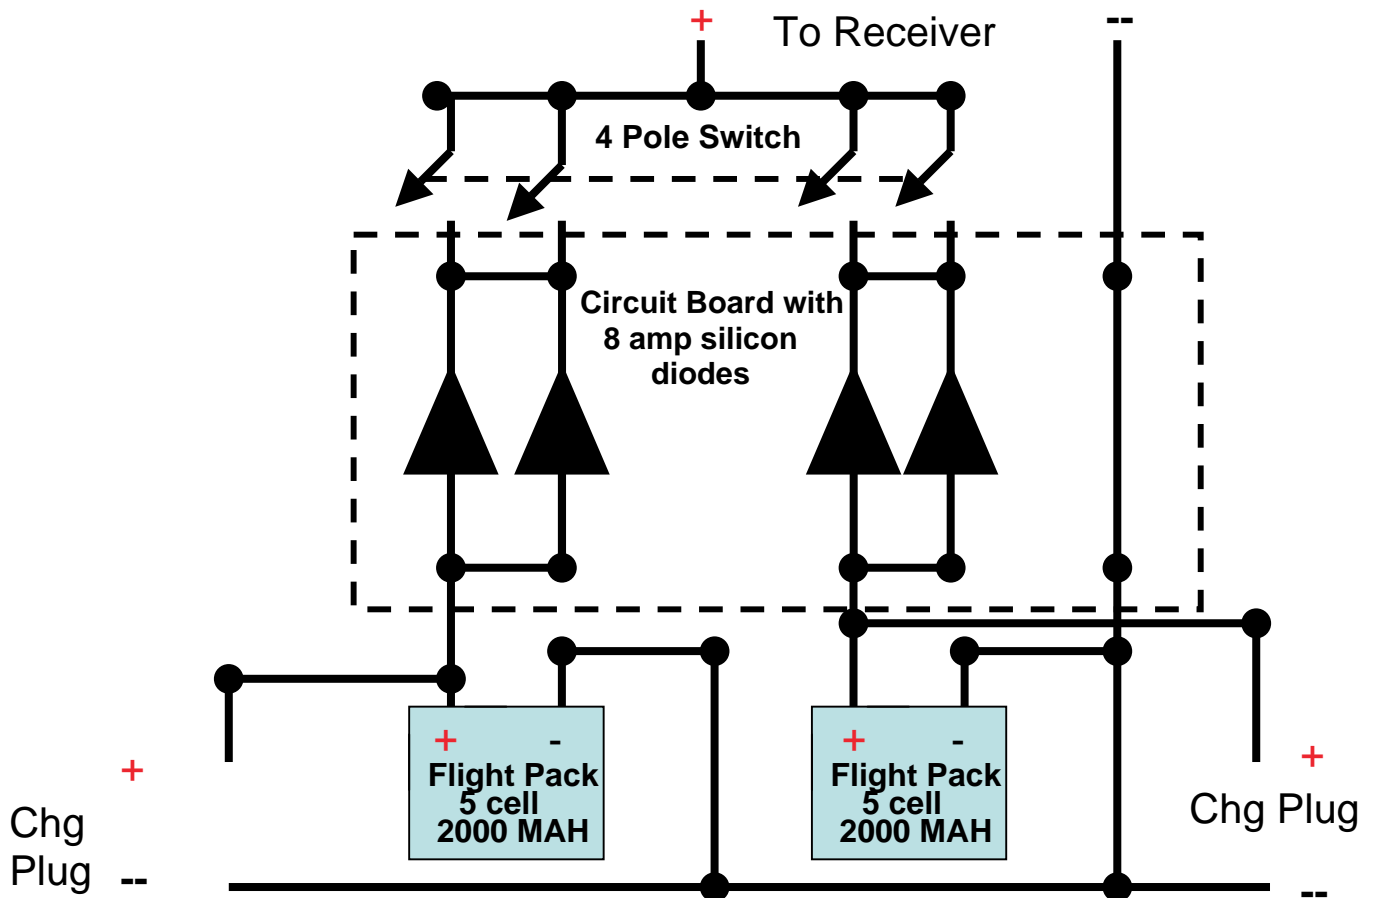 + To Receiver --
4 Pole Switch
Circuit Board with
8 amp silicon
diodes
+ -
Flight Pack
5 cell
2000 MAH
+ -
Flight Pack
5 cell
2000 MAH
+
Chg
Plug --
+
Chg Plug
--